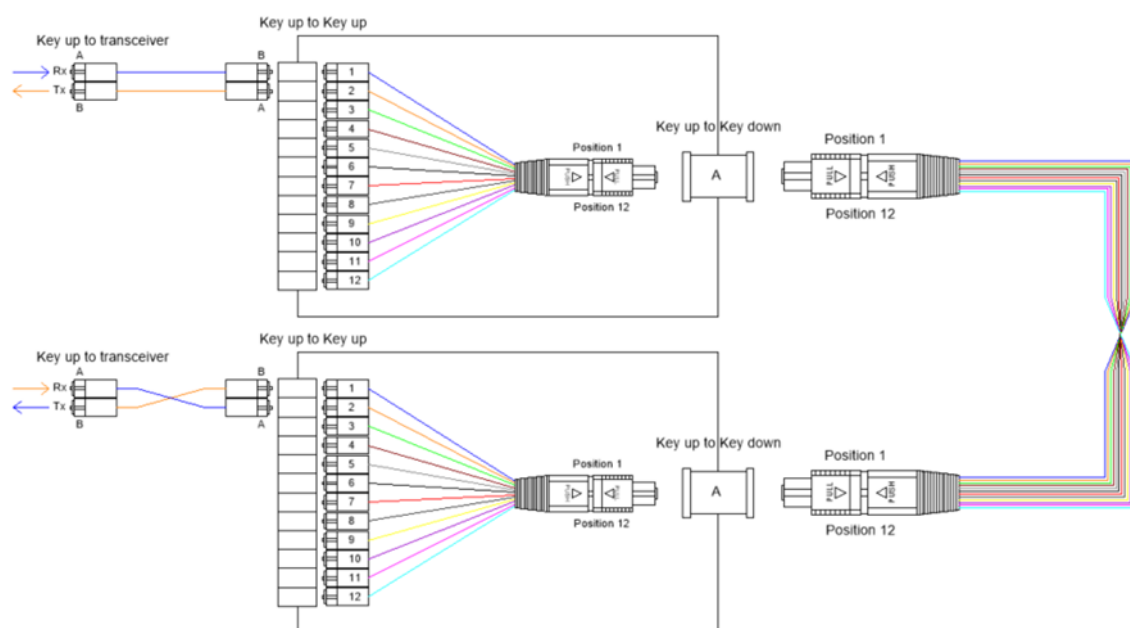 Key up to Key up
Key up to transceiver
A
B
Rx
Tx
B
A
1
2
3
4
5
6
7
8
9
10
11
12
Position 1
PUSH
PULL
Position 12
Key up to Key down
A
Position 1
PULL
PUSH
Position 12
Key up to Key up
Key up to transceiver
A
B
Rx
Tx
B
A
1
2
3
4
5
6
7
8
9
10
11
12
Position 1
PUSH
PULL
Position 12
Key up to Key down
A
Position 1
PULL
PUSH
Position 12